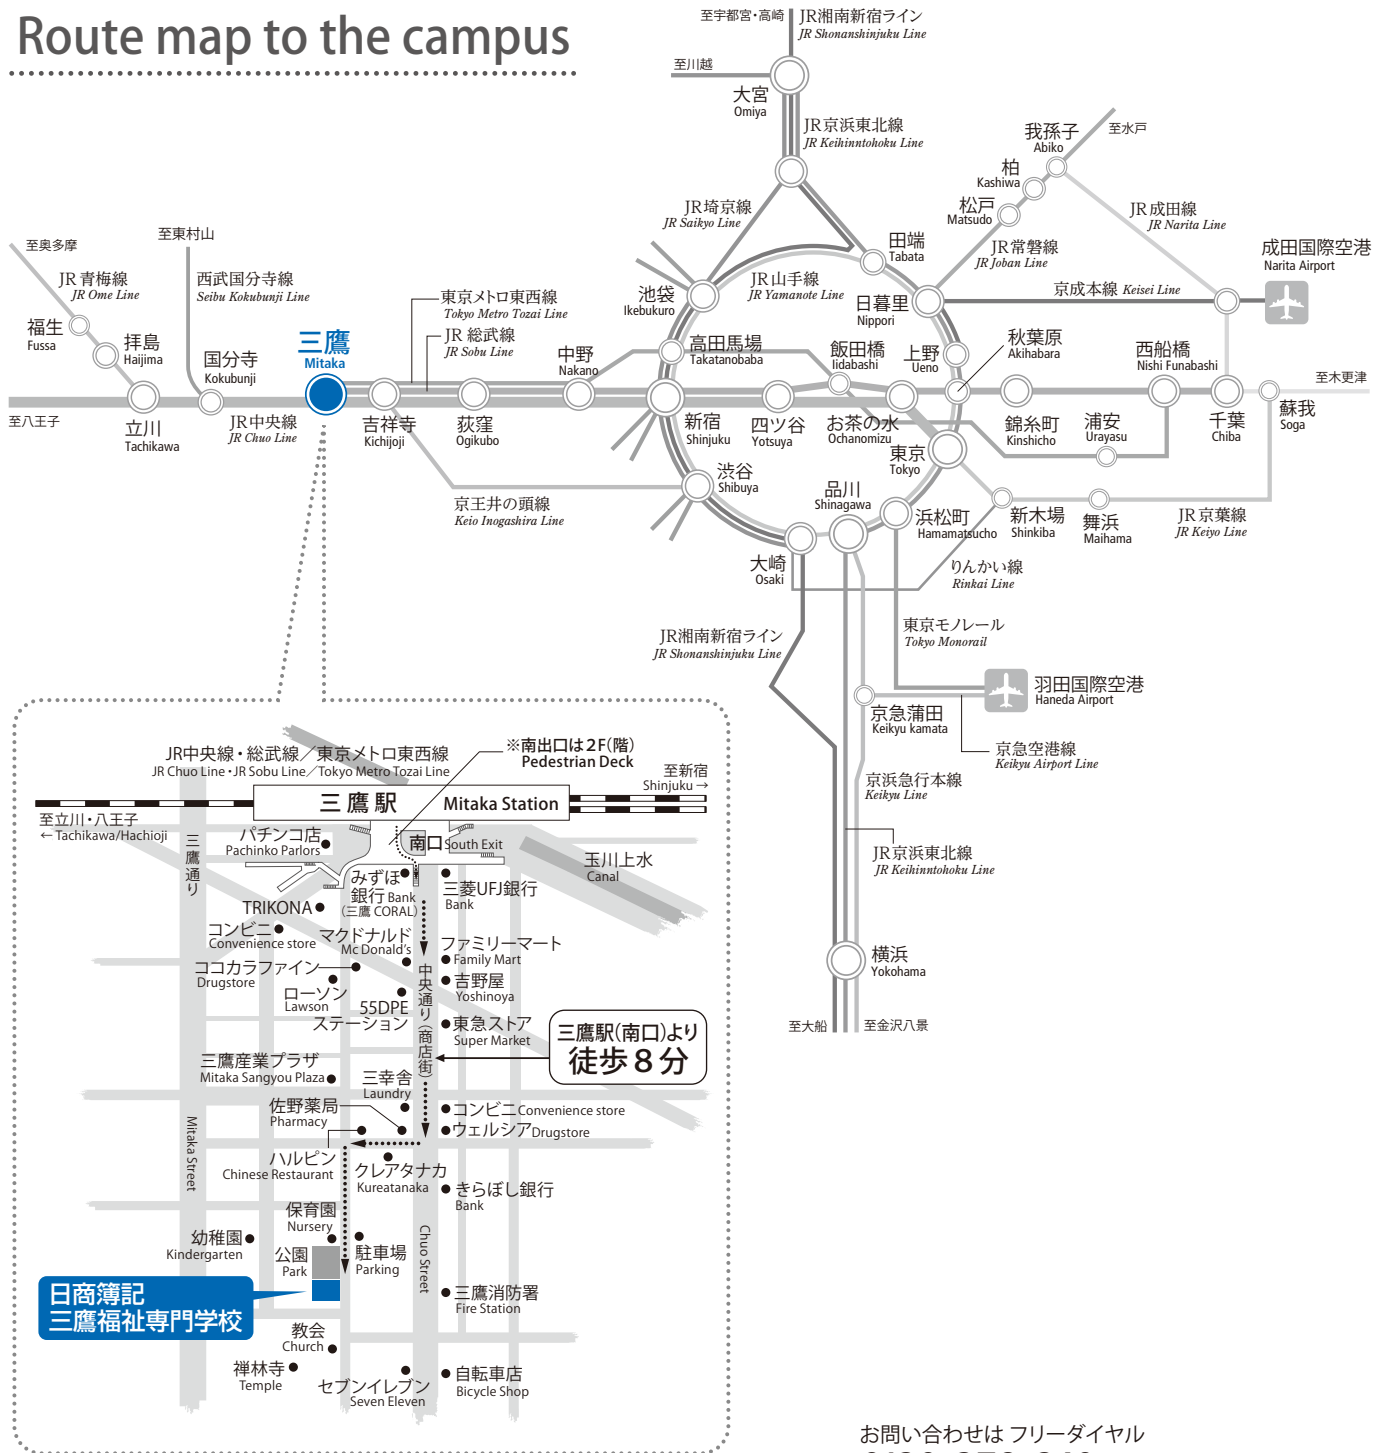 Route map to the campus
至宇都宮・高崎
JR湘南新宿ライン
JR Shonanshinjuku Line
至川越
大宮
Omiya
JR京浜東北線
JR Keihinntohoku Line
我孫子
Abiko
至水戸
柏
Kashiwa
松戸
Matsudo
JR埼京線
JR Saikyo Line
JR成田線
JR Narita Line
JR常磐線
JR Joban Line
田端
Tabata
成田国際空港
Narita Airport
至奥多摩
至東村山
JR青梅線
JR Ome Line
西武国分寺線
Seibu Kokubunji Line
東京メトロ東西線
Tokyo Metro Tozai Line
JR 総武線
JR Sobu Line
池袋
Ikebukuro
JR山手線
JR Yamanote Line
日暮里
Nippori
京成本線 Keisei Line
福生
Fussa
拝島
Haijima
国分寺
Kokubunji
三鷹
Mitaka
中野
Nakano
高田馬場
Takatanobaba
飯田橋
Iidabashi
上野
Ueno
秋葉原
Akihabara
西船橋
Nishi Funabashi
至木更津
至八王子
立川
Tachikawa
JR中央線
JR Chuo Line
吉祥寺
Kichijoji
荻窪
Ogikubo
新宿
Shinjuku
四ツ谷
Yotsuya
お茶の水
Ochanomizu
錦糸町
Kinshicho
浦安
Urayasu
千葉
Chiba
蘇我
Soga
東京
Tokyo
渋谷
Shibuya
京王井の頭線
Keio Inogashira Line
品川
Shinagawa
浜松町
Hamamatsucho
新木場
Shinkiba
舞浜
Maihama
JR京葉線
JR Keiyo Line
大崎
Osaki
りんかい線
Rinkai Line
JR湘南新宿ライン
JR Shonanshinjuku Line
東京モノレール
Tokyo Monorail
羽田国際空港
Haneda Airport
京急蒲田
Keikyu kamata
京急空港線
Keikyu Airport Line
京浜急行本線
Keikyu Line
JR京浜東北線
JR Keihinntohoku Line
横浜
Yokohama
至大船
至金沢八景
JR中央線・総武線／東京メトロ東西線
JR Chuo Line・JR Sobu Line／Tokyo Metro Tozai Line
※南出口は2F(階)
Pedestrian Deck
至新宿
Shinjuku →
三鷹駅 Mitaka Station
至立川・八王子
← Tachikawa/Hachioji
三鷹通り
パチンコ店
Pachinko Parlors
南口 South Exit
玉川上水
Canal
みずほ
銀行 Bank
(三鷹 CORAL)
三菱UFJ銀行
Bank
TRIKONA
コンビニ
Convenience store
マクドナルド
Mc Donald's
ファミリーマート
Family Mart
ココカラファイン
Drugstore
吉野屋
Yoshinoya
ローソン
Lawson
55DPE
ステーション
中央通り(商店街)
東急ストア
Super Market
三鷹駅(南口)より
徒歩8分
三鷹産業プラザ
Mitaka Sangyou Plaza
三幸舎
Laundry
佐野薬局
Pharmacy
コンビニ Convenience store
ウェルシア Drugstore
Mitaka Street
ハルピン
Chinese Restaurant
クレアタナカ
Kureatanaka
きらぼし銀行
Bank
保育園
Nursery
幼稚園
Kindergarten
公園
Park
駐車場
Parking
Chuo Street
日商簿記
三鷹福祉専門学校
三鷹消防署
Fire Station
教会
Church
禅林寺
Temple
セブンイレブン
Seven Eleven
自転車店
Bicycle Shop
お問い合わせは フリーダイヤル